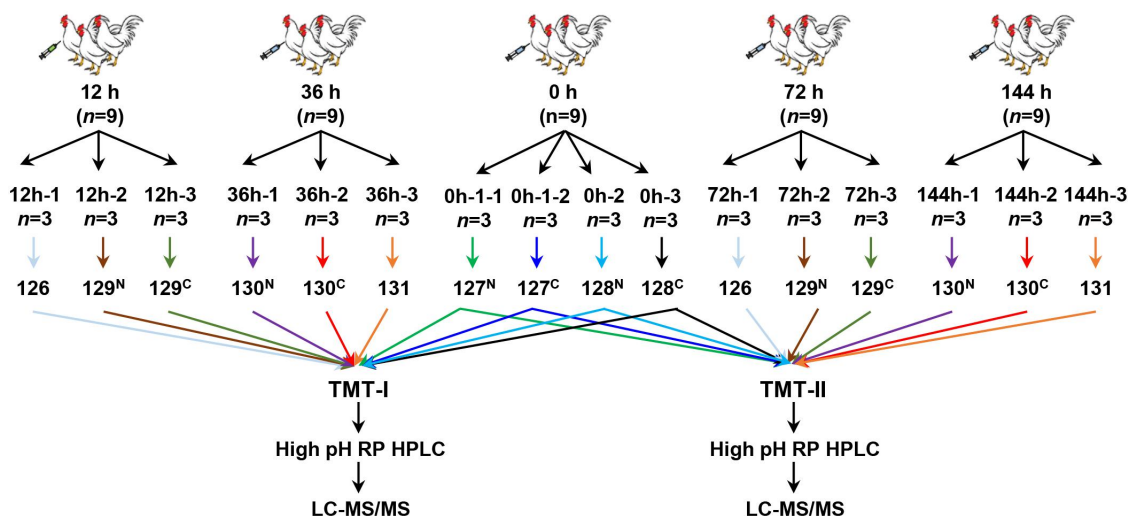 12 h 36 h 0 h 72 h 144 h
(n=9) (n=9) (n=9) (n=9) (n=9)
12h-1 12h-2 12h-3 36h-1 36h-2 36h-3 0h-1-1 0h-1-2 0h-2 0h-3 72h-1 72h-2 72h-3 144h-1 144h-2 144h-3
n=3 n=3 n=3 n=3 n=3 n=3 n=3 n=3 n=3 n=3 n=3 n=3 n=3 n=3 n=3 n=3
126 129ᴺ 129ᶜ 130ᴺ 130ᶜ 131 127ᴺ 127ᶜ 128ᴺ 128ᶜ 126 129ᴺ 129ᶜ 130ᴺ 130ᶜ 131
TMT-I TMT-II
High pH RP HPLC High pH RP HPLC
LC-MS/MS LC-MS/MS